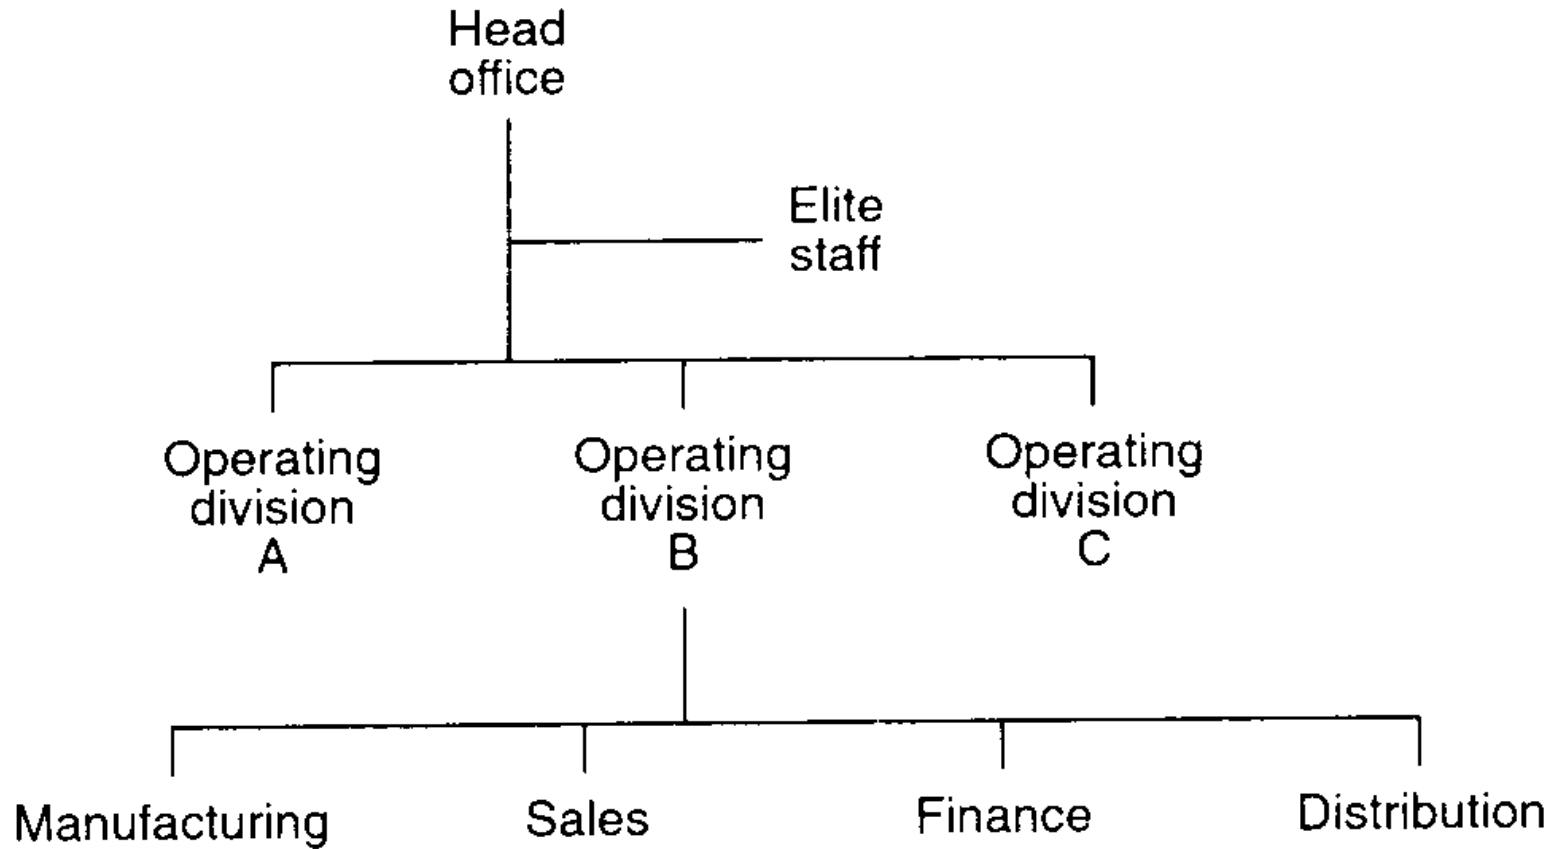 Head
office
Elite
staff
Operating
division
A
Operating
division
B
Operating
division
C
Manufacturing
Sales
Finance
Distribution